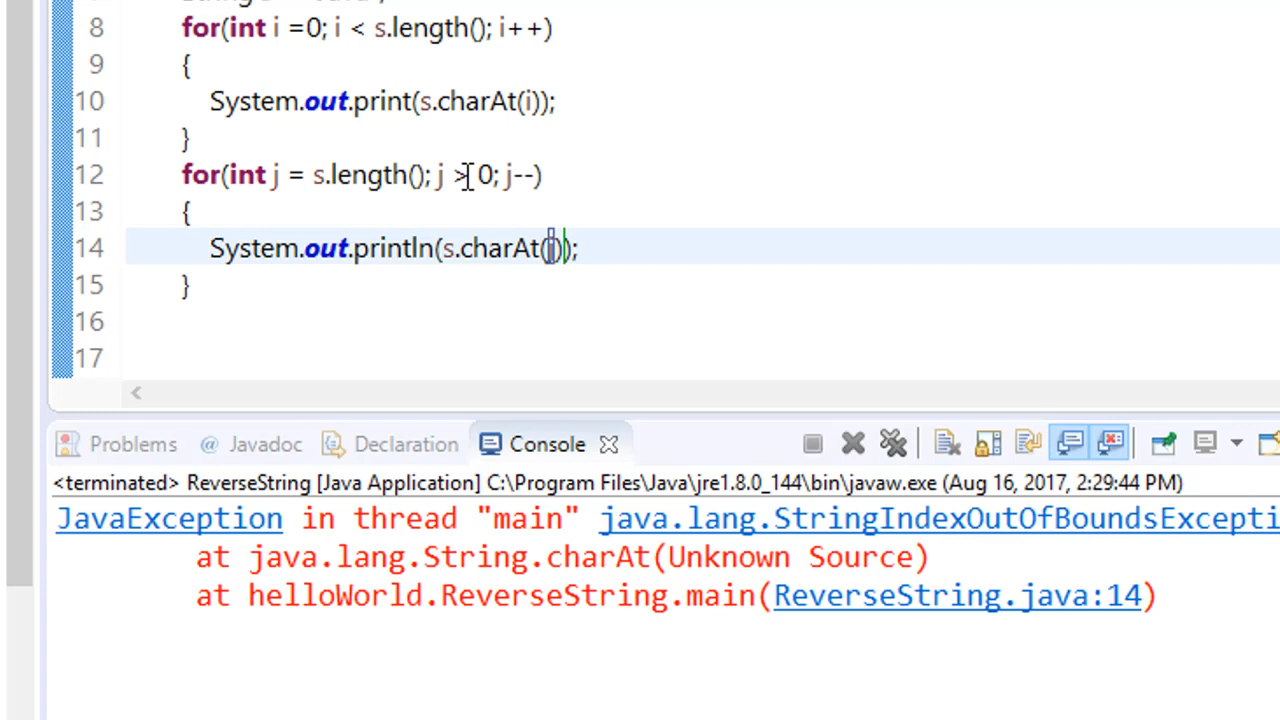 8 for(int i =0; i < s.length(); i++)
9 {
10 System.out.print(s.charAt(i));
11 }
12 for(int j = s.length(); j > 0; j--)
13 {
14 System.out.println(s.charAt(j));
15 }
16
17
Problems @ Javadoc Declaration Console
<terminated> ReverseString [Java Application] C:\Program Files\Java\jre1.8.0_144\bin\javaw.exe (Aug 16, 2017, 2:29:44 PM)
JavaException in thread "main" java.lang.StringIndexOutOfBoundsExcepti
at java.lang.String.charAt(Unknown Source)
at helloWorld.ReverseString.main(ReverseString.java:14)